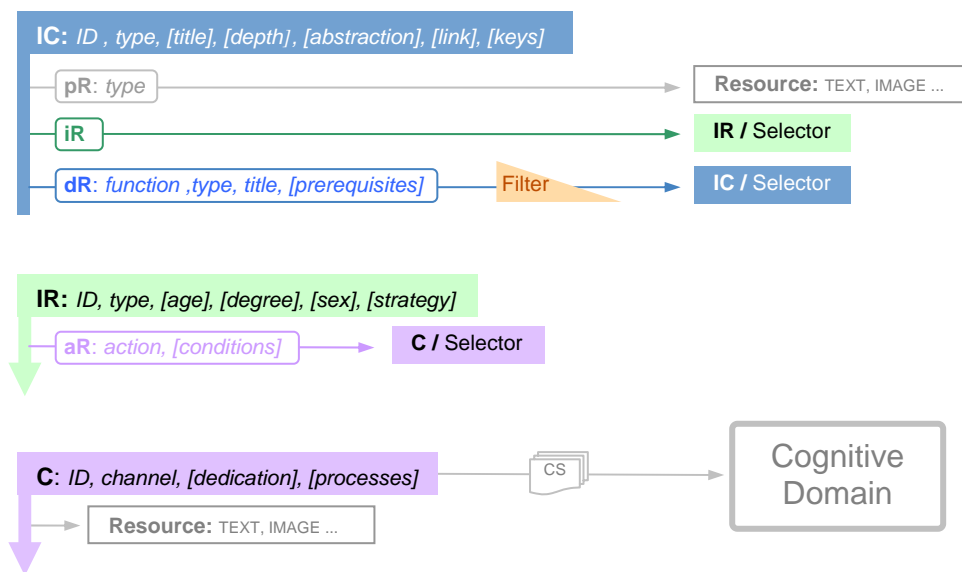 IC: ID , type, [title], [depth], [abstraction], [link], [keys]
pR: type
Resource: TEXT, IMAGE ...
iR
IR / Selector
dR: function ,type, title, [prerequisites]
Filter
IC / Selector
IR: ID, type, [age], [degree], [sex], [strategy]
aR: action, [conditions]
C / Selector
C: ID, channel, [dedication], [processes]
CS
Cognitive
Domain
Resource: TEXT, IMAGE ...